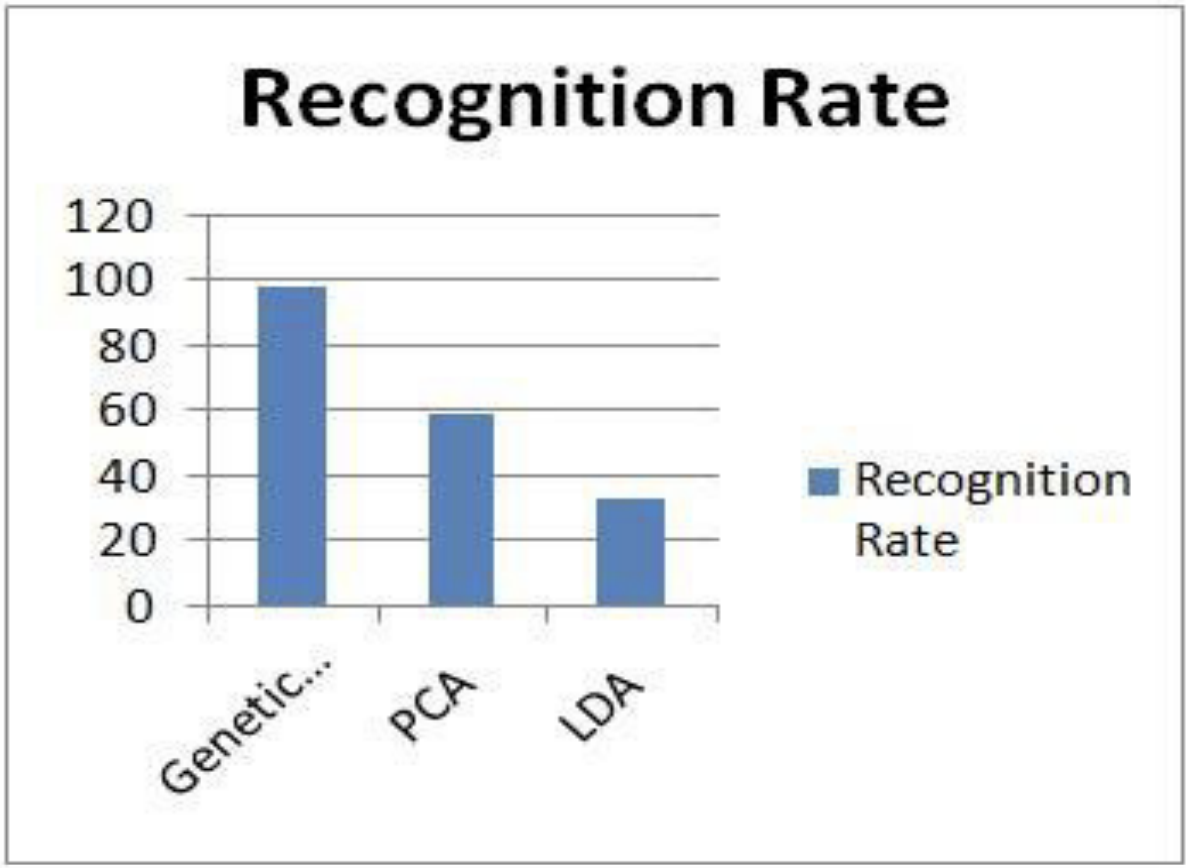 Recognition Rate
120
100
80
60
40
20
0
Genetic...
PCA
LDA
Recognition
Rate